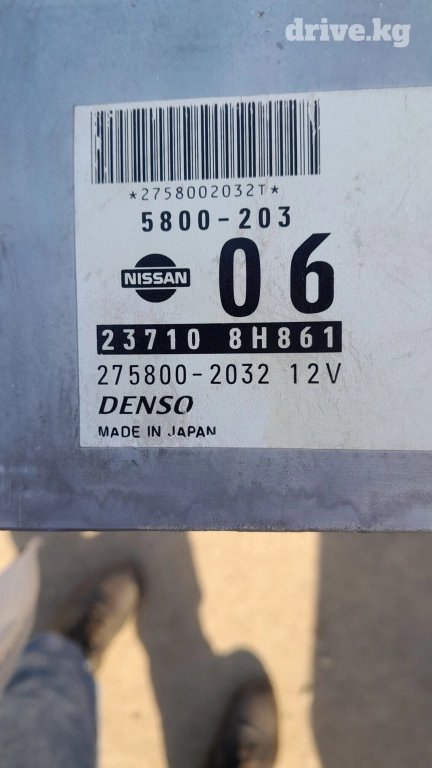 drive.kg
*2758002032T*
5800-203
NISSAN 06
23710 8H861
275800-2032 12V
DENSO
MADE IN JAPAN